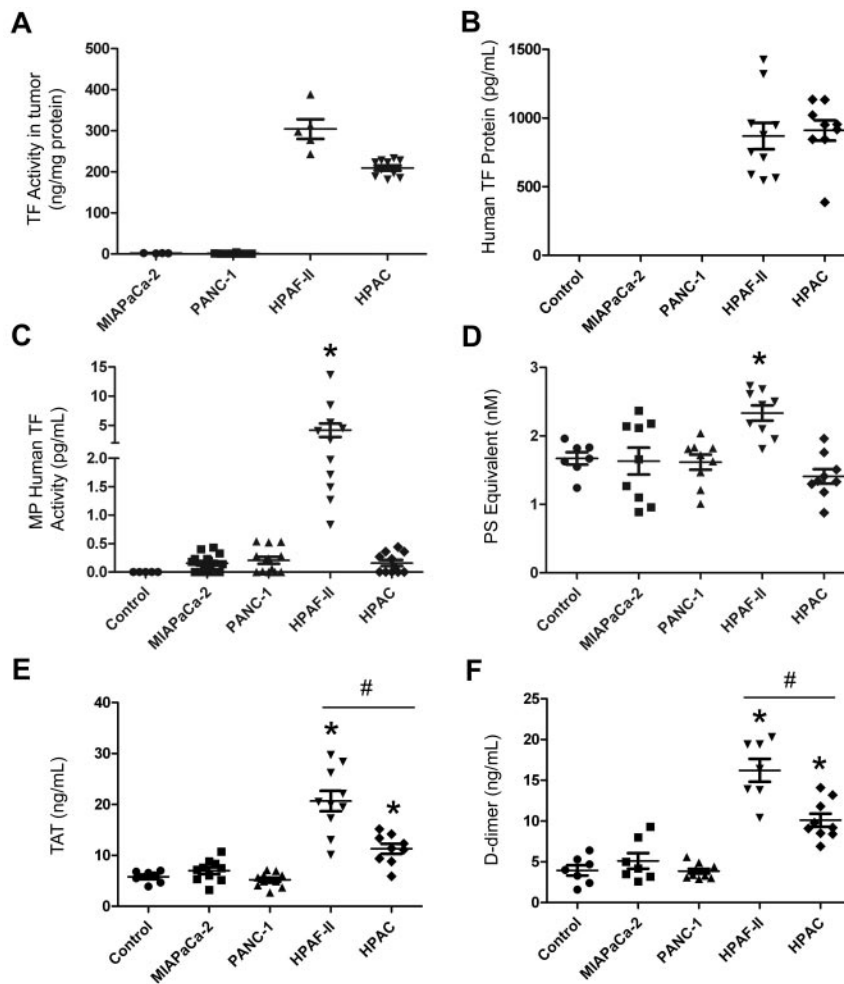 A
TF Activity in tumor
(ng/mg protein)
500
400
300
200
100
0
MIAPaCa-2
PANC-1
HPAF-II
HPAC
B
Human TF Protein (pg/mL)
1500
1000
500
0
Control
MIAPaCa-2
PANC-1
HPAF-II
HPAC
C
MP Human TF
Activity (pg/mL)
15
10
5
2.0
1.5
1.0
0.5
0.0
*
Control
MIAPaCa-2
PANC-1
HPAF-II
HPAC
D
PS Equivalent (nM)
3
2
1
0
*
Control
MIAPaCa-2
PANC-1
HPAF-II
HPAC
E
TAT (ng/mL)
40
30
20
10
0
#
*
*
Control
MIAPaCa-2
PANC-1
HPAF-II
HPAC
F
D-dimer (ng/mL)
25
20
15
10
5
0
#
*
*
Control
MIAPaCa-2
PANC-1
HPAF-II
HPAC